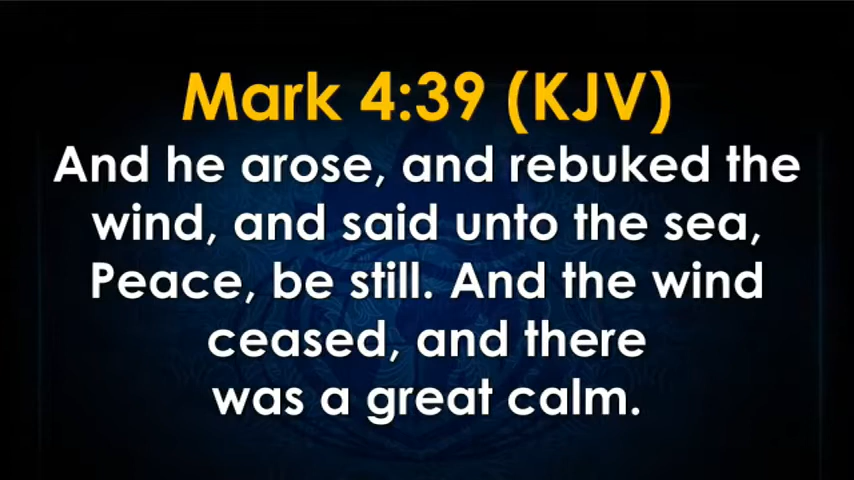 Mark 4:39 (KJV)
And he arose, and rebuked the
wind, and said unto the sea,
Peace, be still. And the wind
ceased, and there
was a great calm.